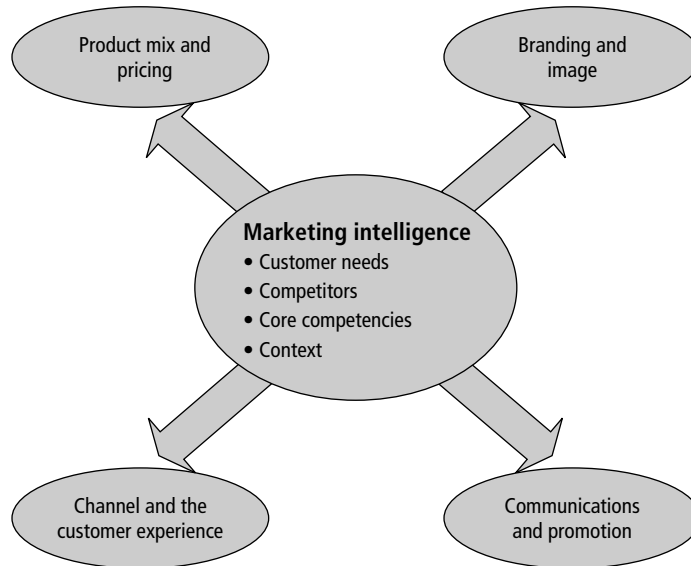 Product mix and
pricing
Branding and
image
Marketing intelligence
• Customer needs
• Competitors
• Core competencies
• Context
Channel and the
customer experience
Communications
and promotion